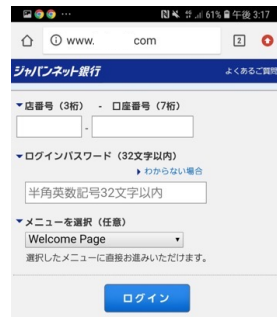 61% 午後 3:17
www. com 2
ジャパンネット銀行 よくあるご質問
店番号（3桁） - 口座番号（7桁）
-
ログインパスワード（32文字以内）
わからない場合
半角英数記号32文字以内
メニューを選択（任意）
Welcome Page
選択したメニューに直接お進みいただけます。
ログイン